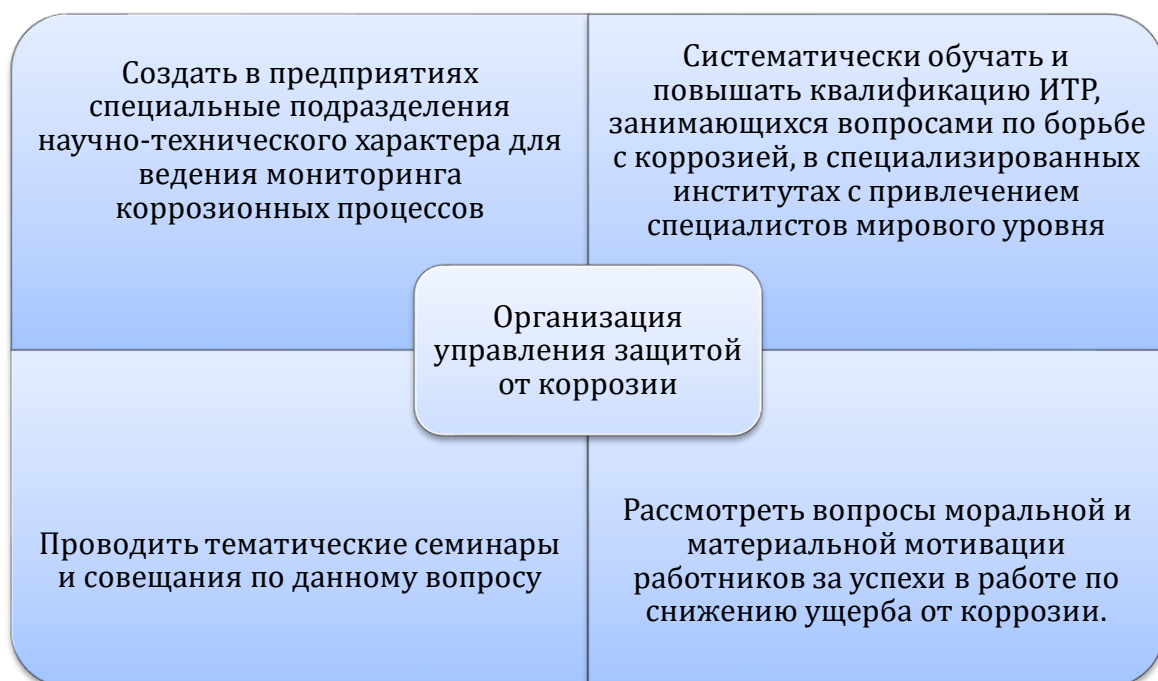 Создать в предприятиях
специальные подразделения
научно-технического характера для
ведения мониторинга
коррозионных процессов
Систематически обучать и
повышать квалификацию ИТР,
занимающихся вопросами по борьбе
с коррозией, в специализированных
институтах с привлечением
специалистов мирового уровня
Организация
управления защитой
от коррозии
Проводить тематические семинары
и совещания по данному вопросу
Рассмотреть вопросы моральной и
материальной мотивации
работников за успехи в работе по
снижению ущерба от коррозии.